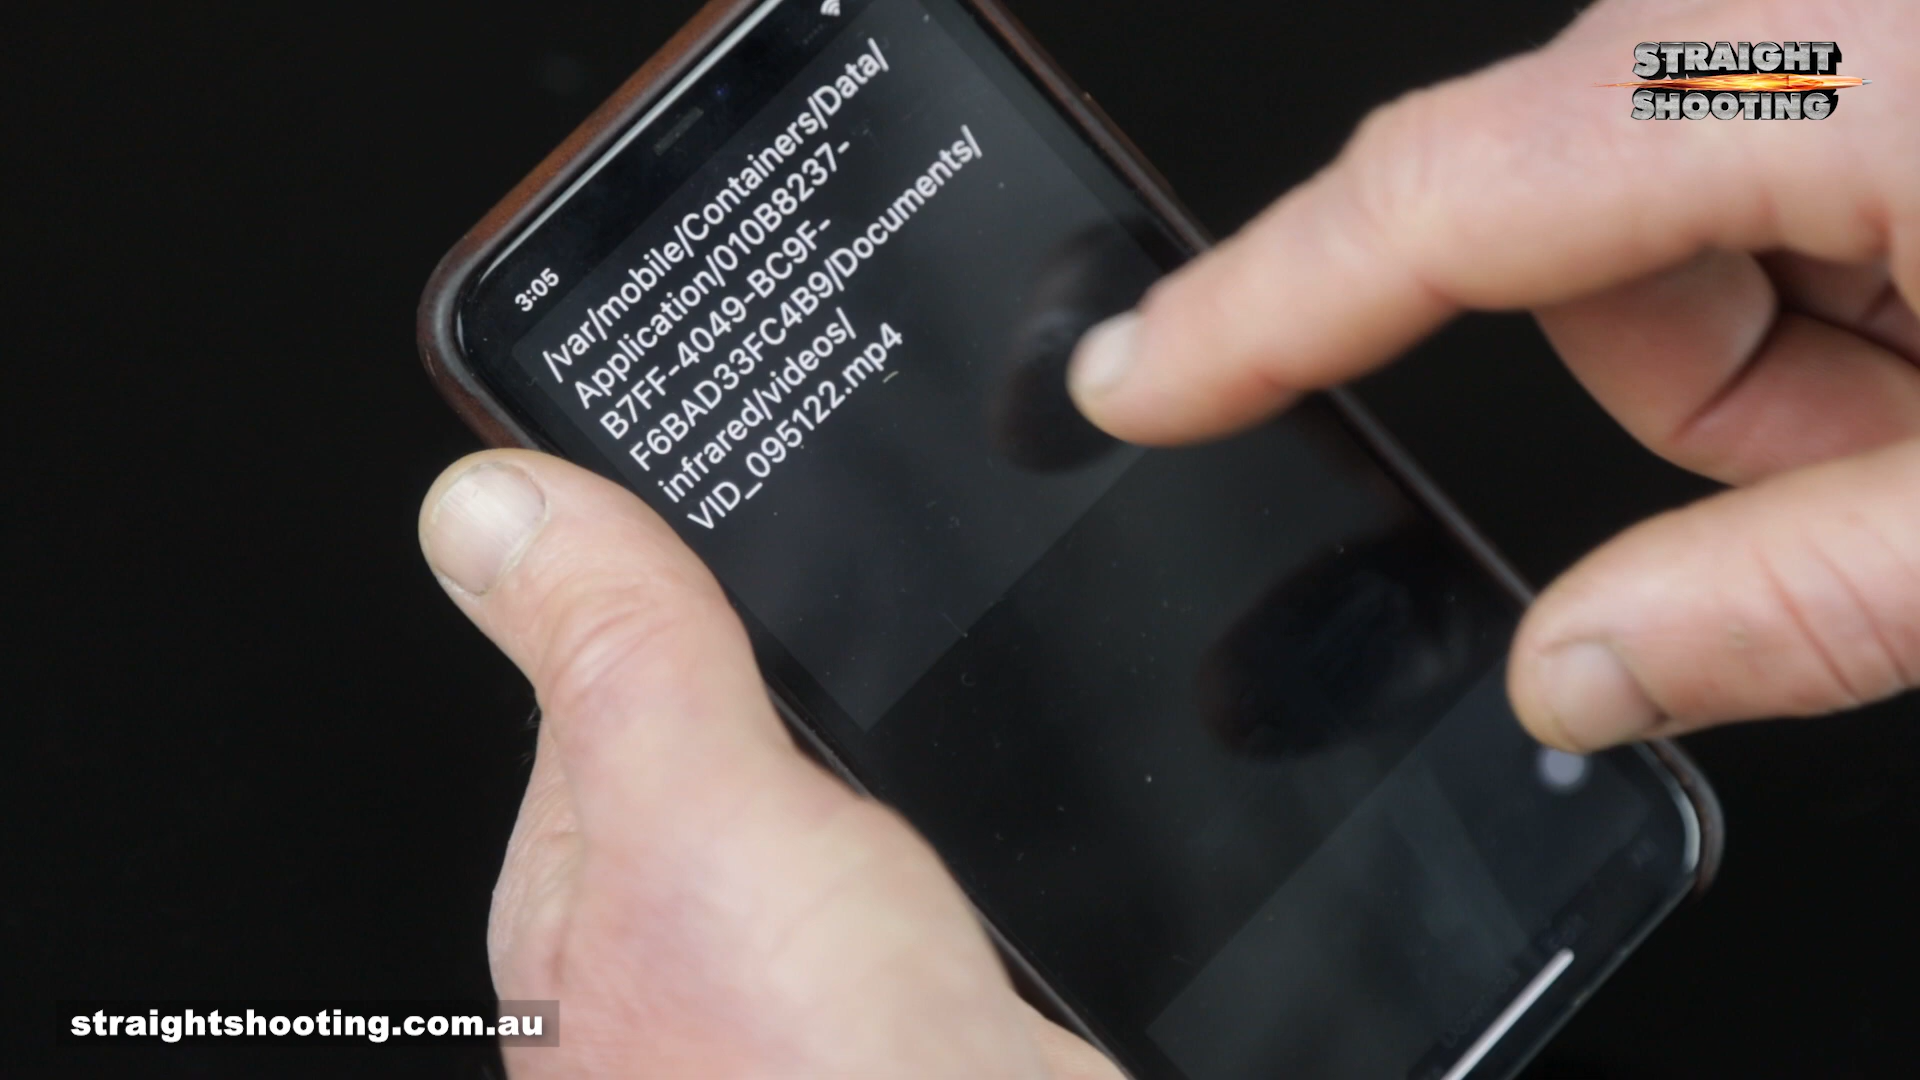 STRAIGHT
SHOOTING
3:05
/var/mobile/Containers/Data/
Application/010B8237-
B7FF-4049-BC9F-
F6BAD33FC4B9/Documents/
infrared/videos/
VID_095122.mp4
straightshooting.com.au